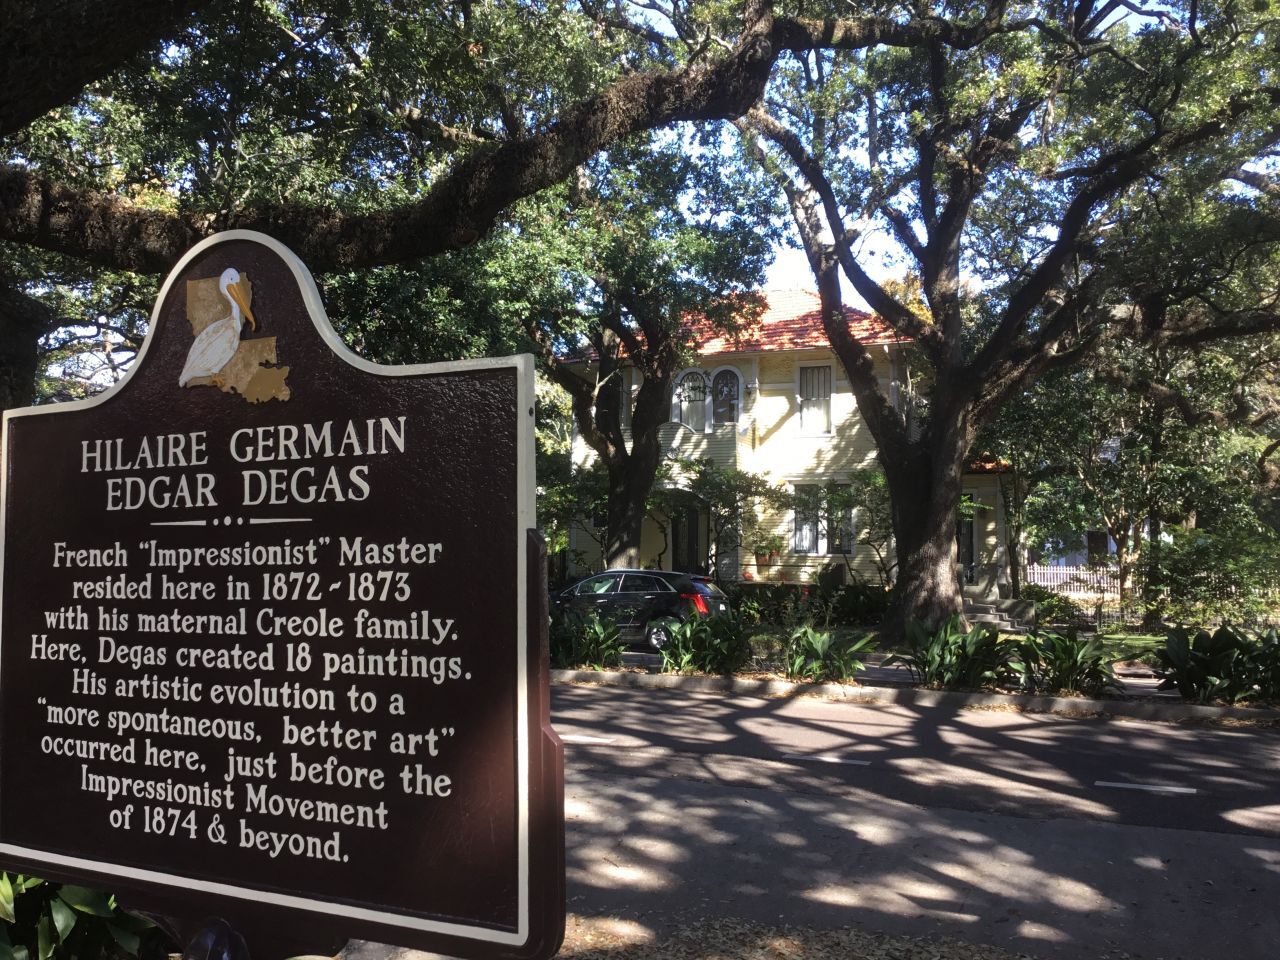 HILAIRE GERMAIN
EDGAR DEGAS
French “Impressionist” Master
resided here in 1872 ~ 1873
with his maternal Creole family.
Here, Degas created 18 paintings.
His artistic evolution to a
“more spontaneous, better art”
occurred here, just before the
Impressionist Movement
of 1874 & beyond.